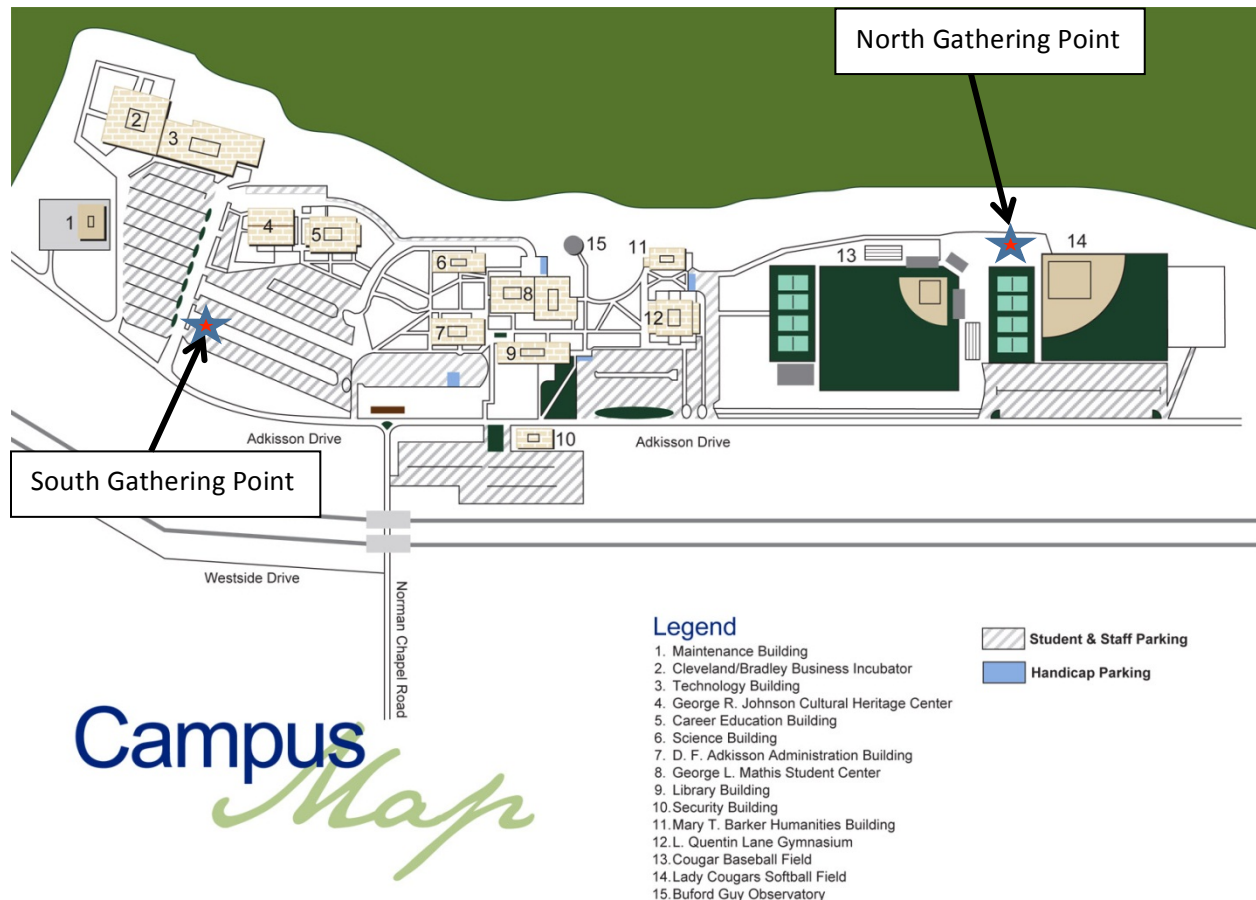 North Gathering Point
2
3
1
4
5
6
15
11
13
14
8
7
12
9
10
Adkisson Drive
Adkisson Drive
South Gathering Point
Westside Drive
Norman Chapel Road
Campus
Map
Legend
1. Maintenance Building
2. Cleveland/Bradley Business Incubator
3. Technology Building
4. George R. Johnson Cultural Heritage Center
5. Career Education Building
6. Science Building
7. D. F. Adkisson Administration Building
8. George L. Mathis Student Center
9. Library Building
10. Security Building
11. Mary T. Barker Humanities Building
12. L. Quentin Lane Gymnasium
13. Cougar Baseball Field
14. Lady Cougars Softball Field
15. Buford Guy Observatory
Student & Staff Parking
Handicap Parking